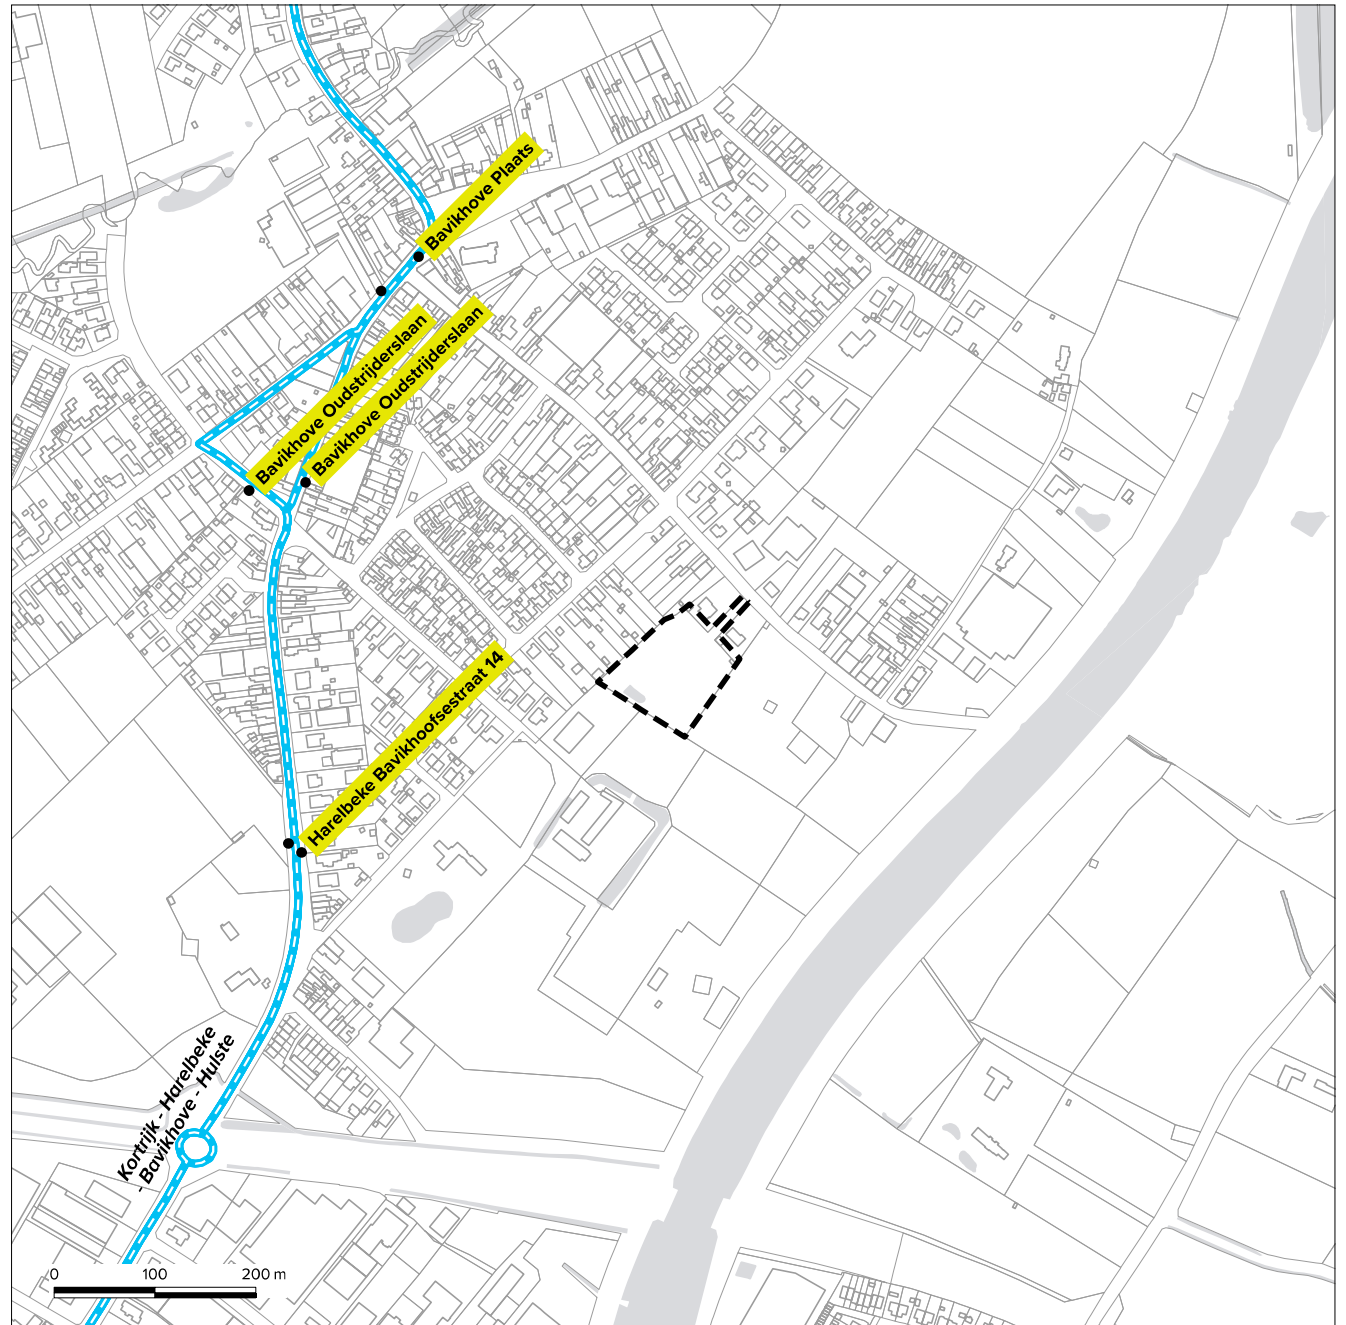 Bavikhove Plaats
Bavikhove Oudstrijderslaan
Bavikhove Oudstrijderslaan
Harelbeke Bavikhoofsestraat 14
Kortrijk - Harelbeke
- Bavikhove - Hulste
0 100 200 m